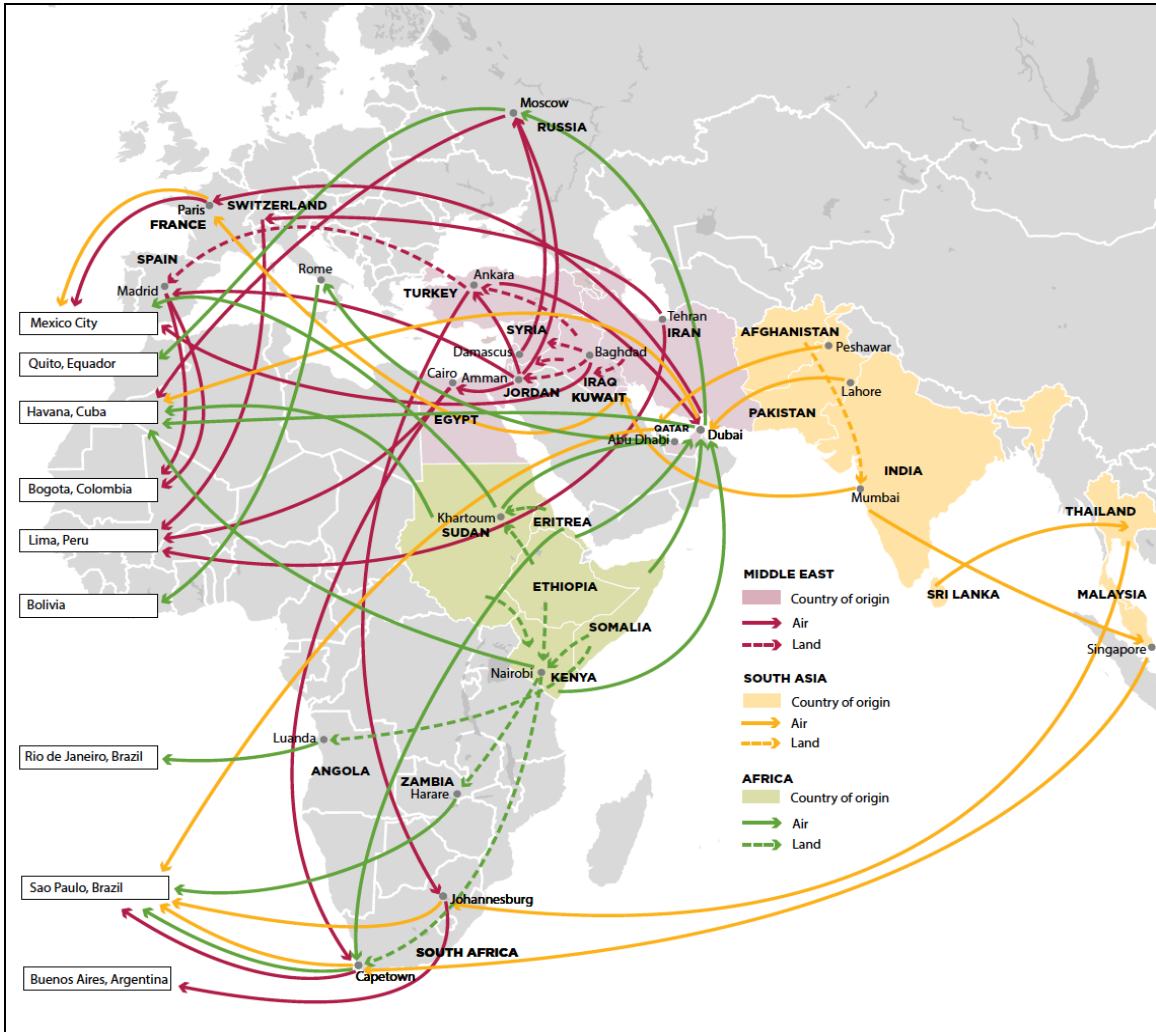 Moscow
RUSSIA
Paris
FRANCE
SWITZERLAND
SPAIN
Madrid
Rome
Ankara
TURKEY
Tehran
IRAN
SYRIA
Damascus
Baghdad
Cairo
Amman
JORDAN
IRAQ
KUWAIT
EGYPT
AFGHANISTAN
Peshawar
Lahore
PAKISTAN
QATAR
Abu Dhabi
Dubai
INDIA
Mumbai
THAILAND
Khartoum
SUDAN
ERITREA
ETHIOPIA
SOMALIA
Nairobi
KENYA
SRI LANKA
MALAYSIA
Singapore
Luanda
ANGOLA
ZAMBIA
Harare
Johannesburg
SOUTH AFRICA
Capetown
Mexico City
Quito, Equador
Havana, Cuba
Bogota, Colombia
Lima, Peru
Bolivia
Rio de Janeiro, Brazil
Sao Paulo, Brazil
Buenos Aires, Argentina
MIDDLE EAST
Country of origin
Air
Land
SOUTH ASIA
Country of origin
Air
Land
AFRICA
Country of origin
Air
Land